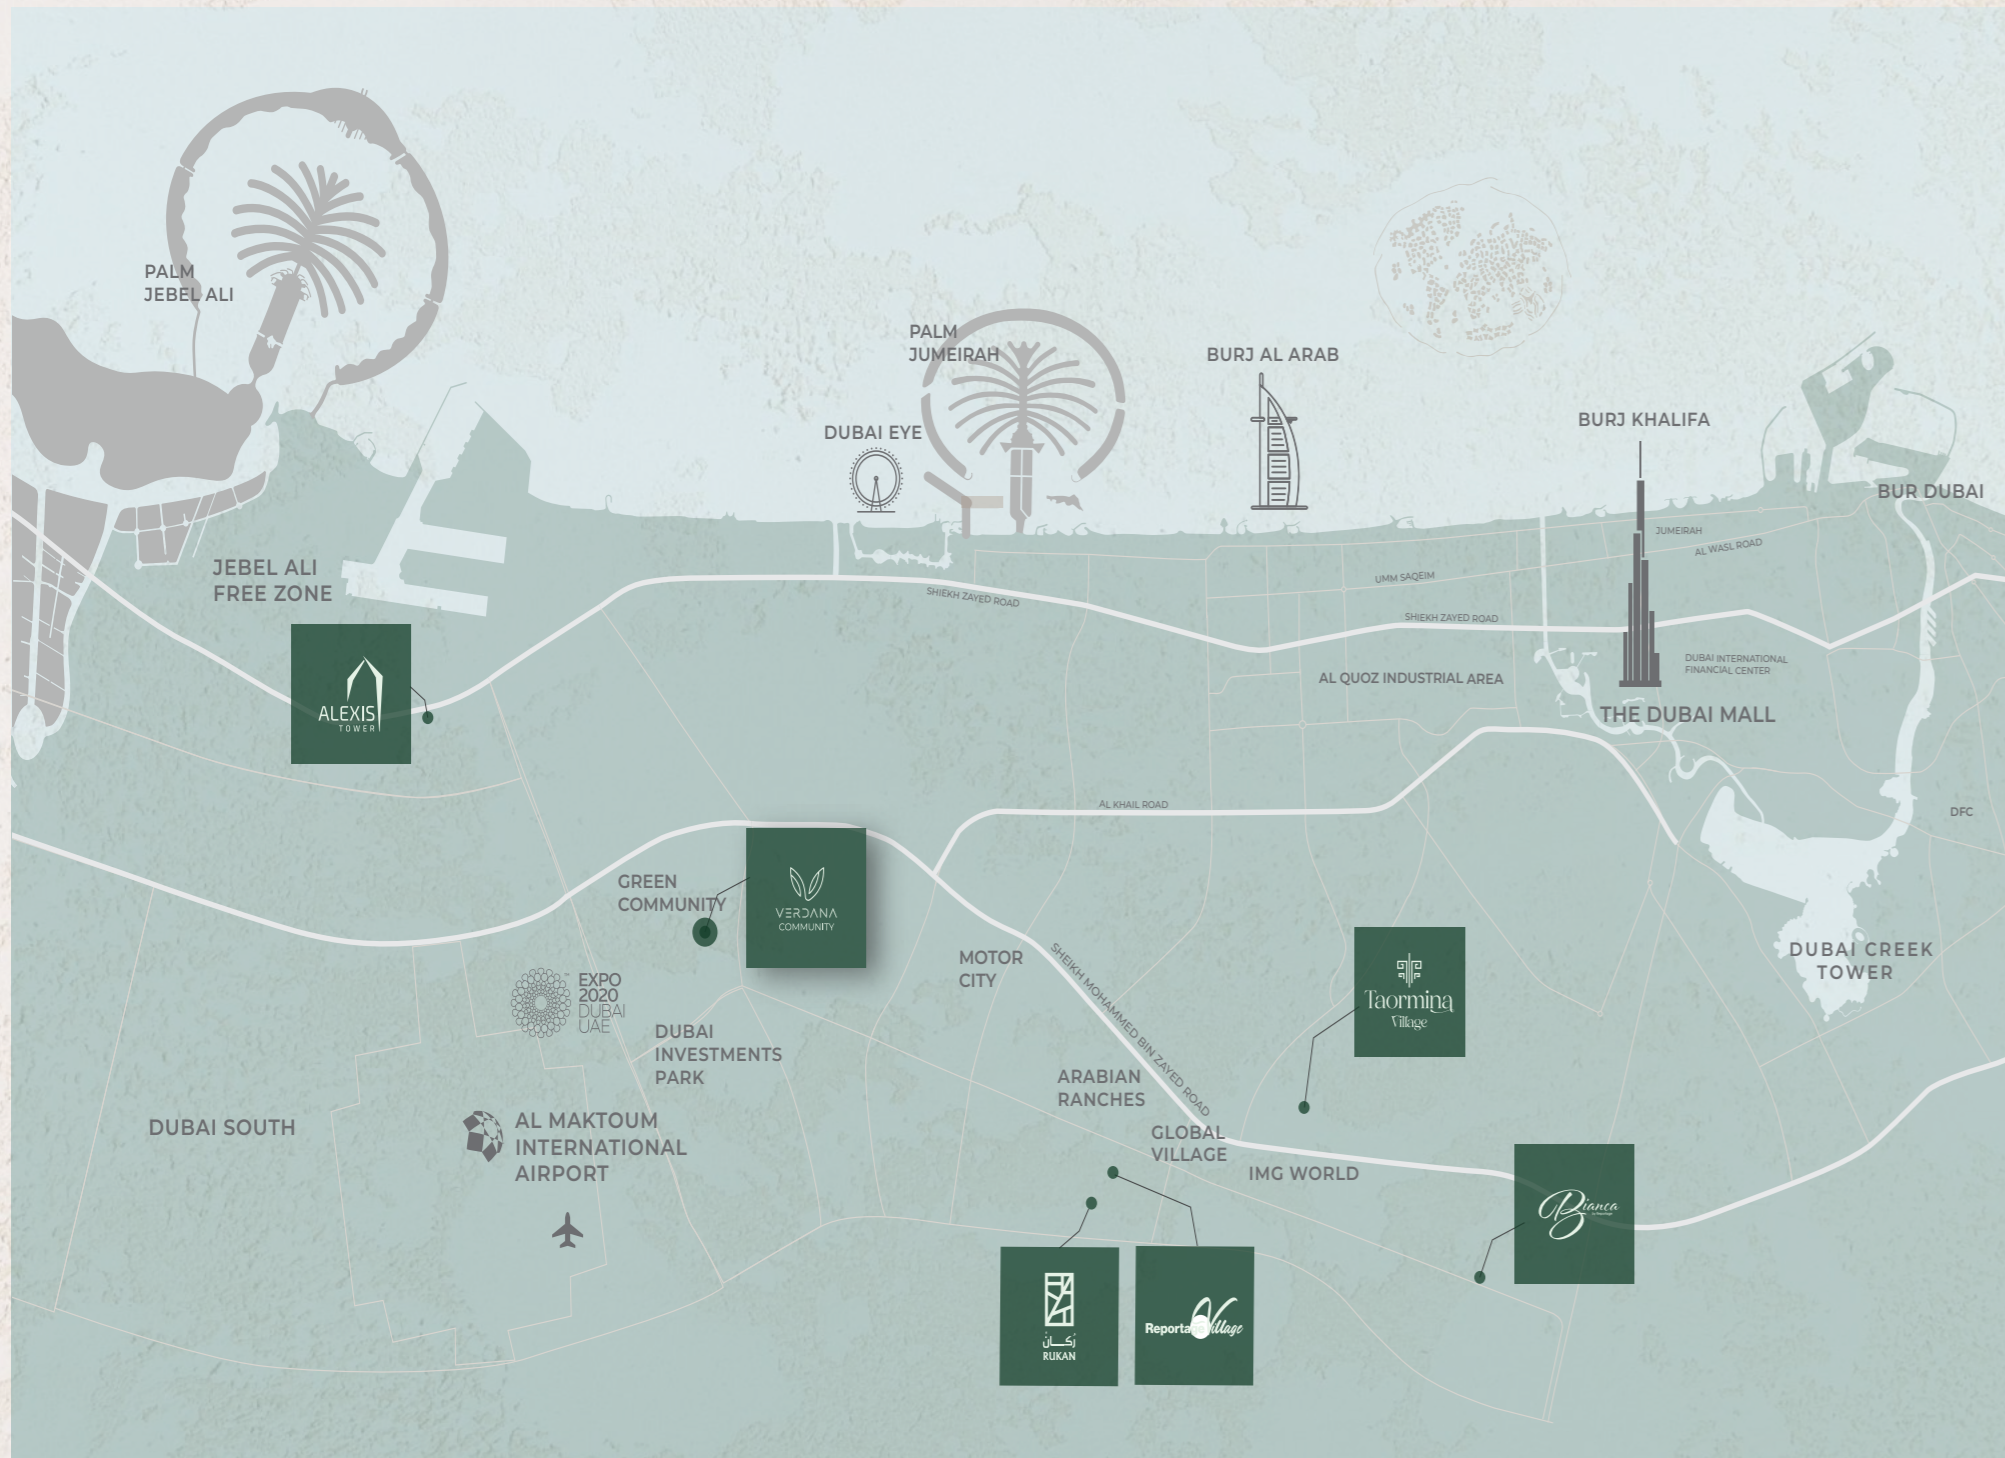 PALM
JEBEL ALI
PALM
JUMEIRAH
BURJ AL ARAB
DUBAI EYE
BURJ KHALIFA
BUR DUBAI
JUMEIRAH
AL WASL ROAD
JEBEL ALI
FREE ZONE
UMM SAQEIM
SHIEKH ZAYED ROAD
SHIEKH ZAYED ROAD
DUBAI INTERNATIONAL
FINANCIAL CENTER
AL QUOZ INDUSTRIAL AREA
ALEXIS
TOWER
THE DUBAI MALL
AL KHAIL ROAD
DFC
GREEN
COMMUNITY
VERDANA
COMMUNITY
MOTOR
CITY
SHEIKH MOHAMMED BIN ZAYED ROAD
DUBAI CREEK
TOWER
EXPO
2020
DUBAI
UAE
Taormina
Village
DUBAI
INVESTMENTS
PARK
ARABIAN
RANCHES
DUBAI SOUTH
AL MAKTOUM
INTERNATIONAL
AIRPORT
GLOBAL
VILLAGE
IMG WORLD
Bianca
رُكــانْ
RUKAN
Reportage Village